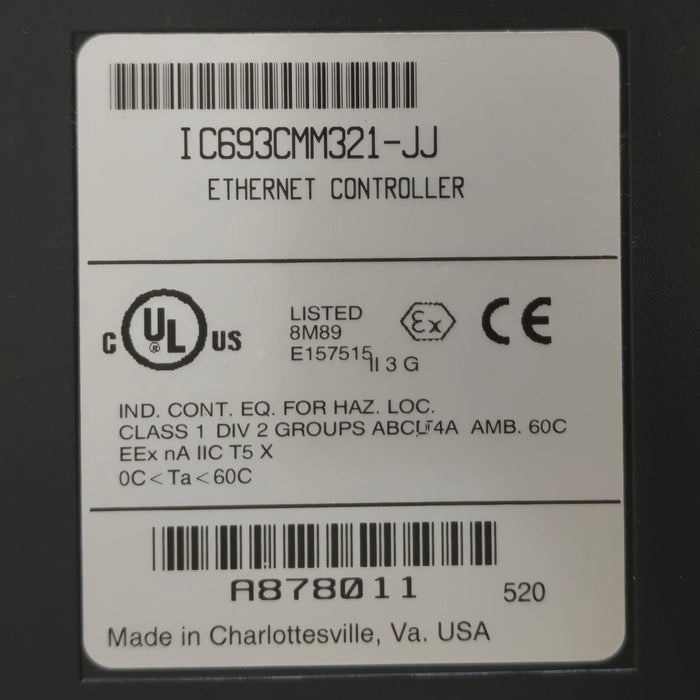 IC693CMM321-JJ
ETHERNET CONTROLLER
C UL US
LISTED
8M89
E157515
Ex
CE
II 3 G
IND. CONT. EQ. FOR HAZ. LOC.
CLASS 1 DIV 2 GROUPS AMB. 60C
EEx nA IIC T5 X
0C<Ta<60C
A878011
520
Made in Charlottesville, Va. USA